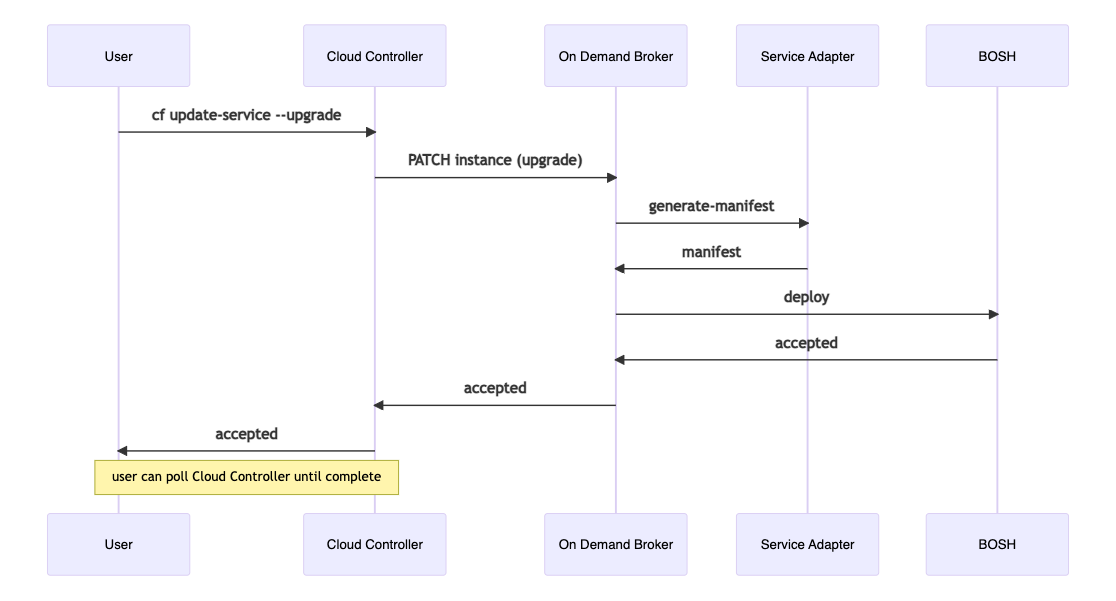 User
Cloud Controller
On Demand Broker
Service Adapter
BOSH
cf update-service --upgrade
PATCH instance (upgrade)
generate-manifest
manifest
deploy
accepted
accepted
accepted
user can poll Cloud Controller until complete
User
Cloud Controller
On Demand Broker
Service Adapter
BOSH